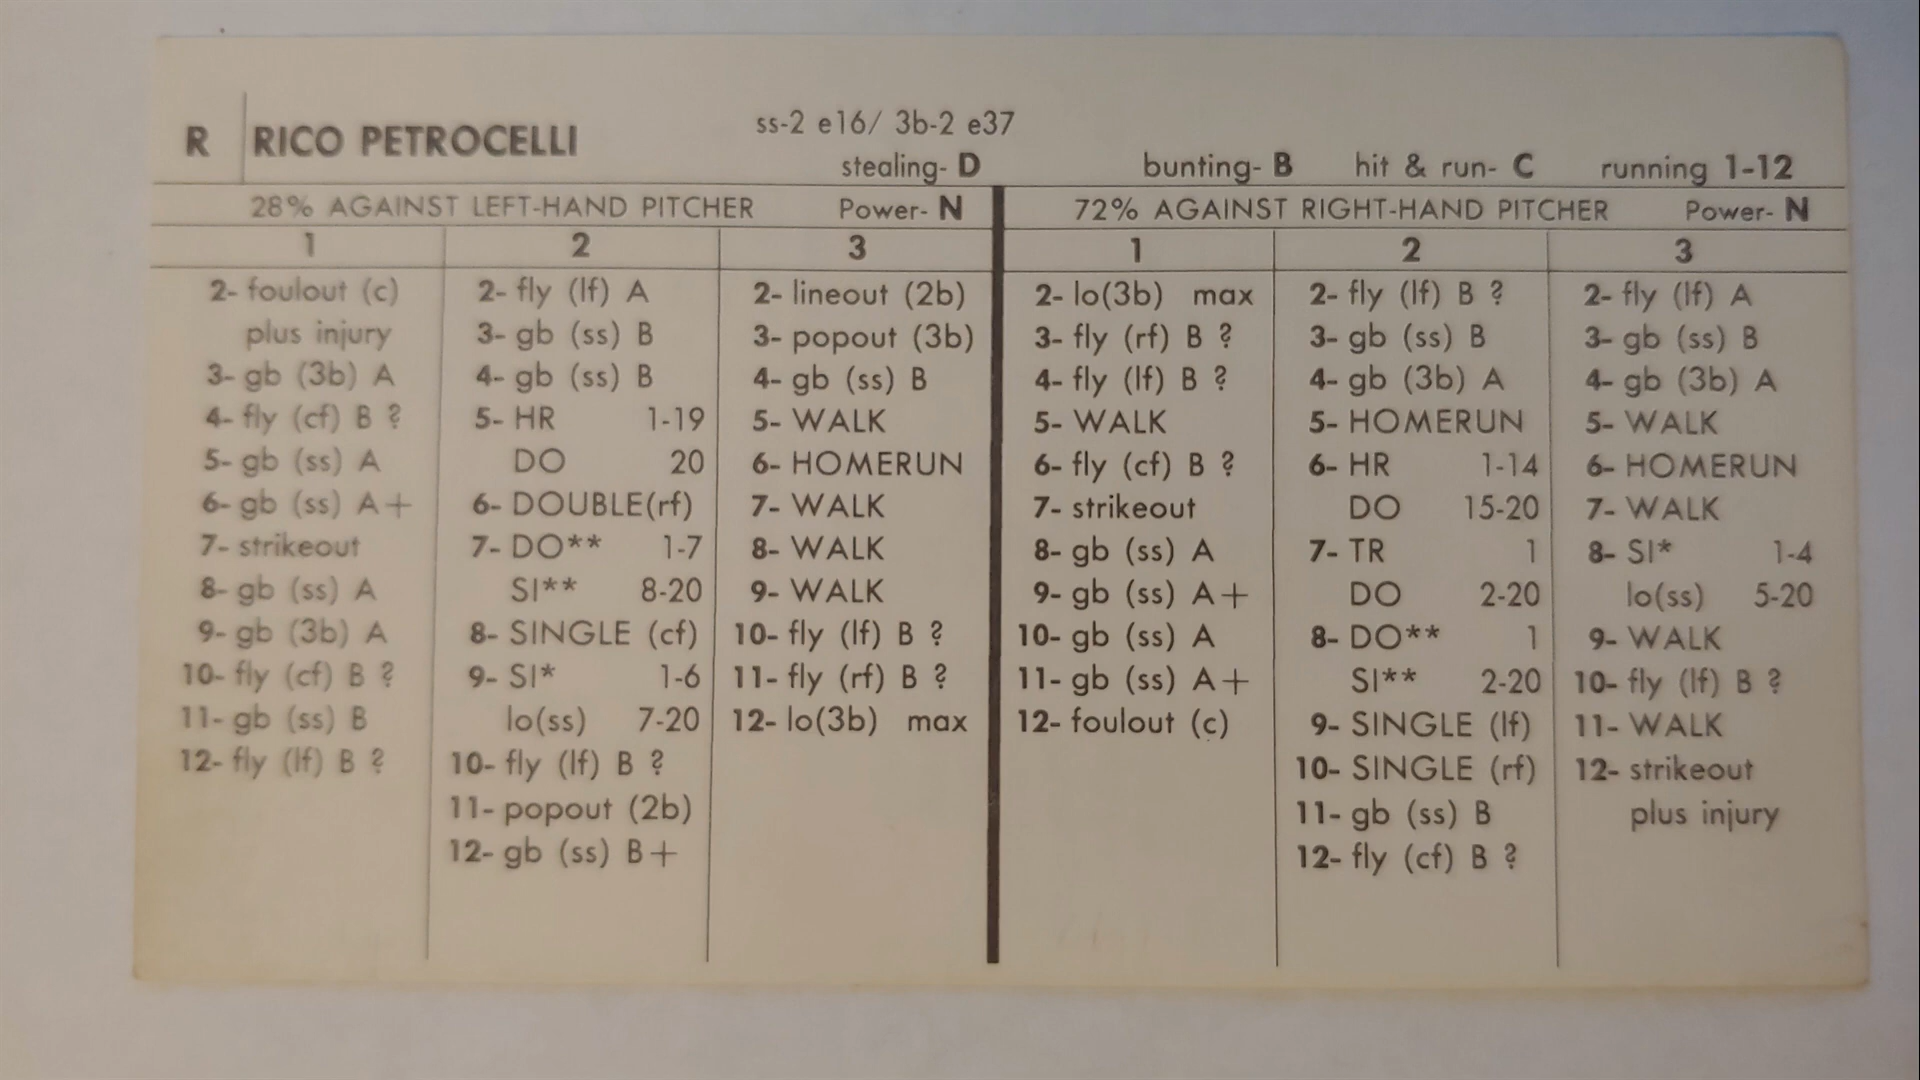 R RICO PETROCELLI
ss-2 e16/ 3b-2 e37
stealing- D bunting- B hit & run- C running 1-12
28% AGAINST LEFT-HAND PITCHER Power- N
1
2- foulout (c)
plus injury
3- gb (3b) A
4- fly (cf) B ?
5- gb (ss) A
6- gb (ss) A+
7- strikeout
8- gb (ss) A
9- gb (3b) A
10- fly (cf) B ?
11- gb (ss) B
12- fly (lf) B ?
2
2- fly (lf) A
3- gb (ss) B
4- gb (ss) B
5- HR 1-19
DO 20
6- DOUBLE(rf)
7- DO** 1-7
SI** 8-20
8- SINGLE (cf)
9- SI* 1-6
lo(ss) 7-20
10- fly (lf) B ?
11- popout (2b)
12- gb (ss) B+
3
2- lineout (2b)
3- popout (3b)
4- gb (ss) B
5- WALK
6- HOMERUN
7- WALK
8- WALK
9- WALK
10- fly (lf) B ?
11- fly (rf) B ?
12- lo(3b) max
72% AGAINST RIGHT-HAND PITCHER Power- N
1
2- lo(3b) max
3- fly (rf) B ?
4- fly (lf) B ?
5- WALK
6- fly (cf) B ?
7- strikeout
8- gb (ss) A
9- gb (ss) A+
10- gb (ss) A
11- gb (ss) A+
12- foulout (c)
2
2- fly (lf) B ?
3- gb (ss) B
4- gb (3b) A
5- HOMERUN
6- HR 1-14
DO 15-20
7- TR 1
DO 2-20
8- DO** 1
SI** 2-20
9- SINGLE (lf)
10- SINGLE (rf)
11- gb (ss) B
12- fly (cf) B ?
3
2- fly (lf) A
3- gb (ss) B
4- gb (3b) A
5- WALK
6- HOMERUN
7- WALK
8- SI* 1-4
lo(ss) 5-20
9- WALK
10- fly (lf) B ?
11- WALK
12- strikeout
plus injury